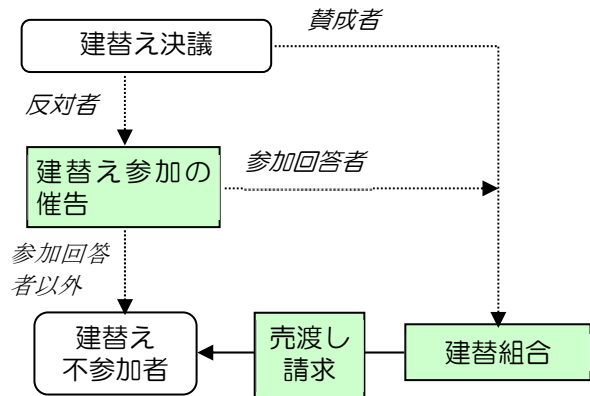 建替え決議
賛成者
反対者
建替え参加の
催告
参加回答者
参加回答
者以外
建替え
不参加者
売渡し
請求
建替組合